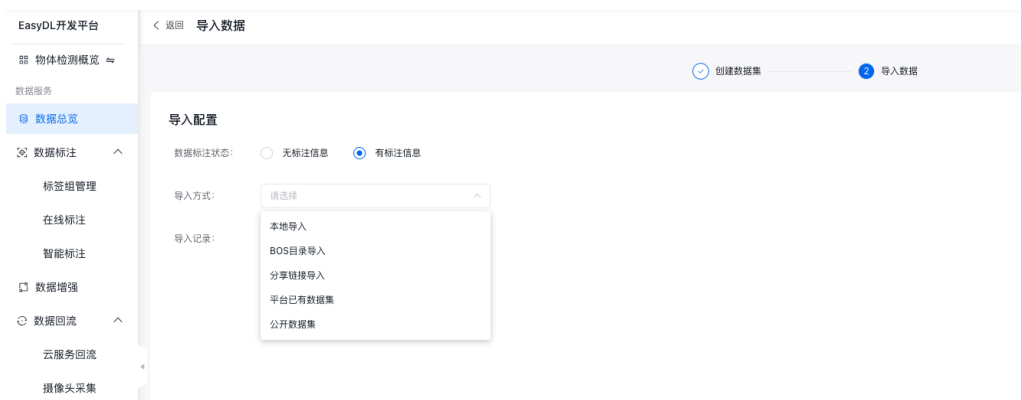 EasyDL开发平台
返回 导入数据
物体检测概览
数据服务
数据总览
数据标注
标签组管理
在线标注
智能标注
数据增强
数据回流
云服务回流
摄像头采集
创建数据集
2 导入数据
导入配置
数据标注状态: 无标注信息 有标注信息
导入方式: 请选择
本地导入
BOS目录导入
分享链接导入
平台已有数据集
公开数据集
导入记录: